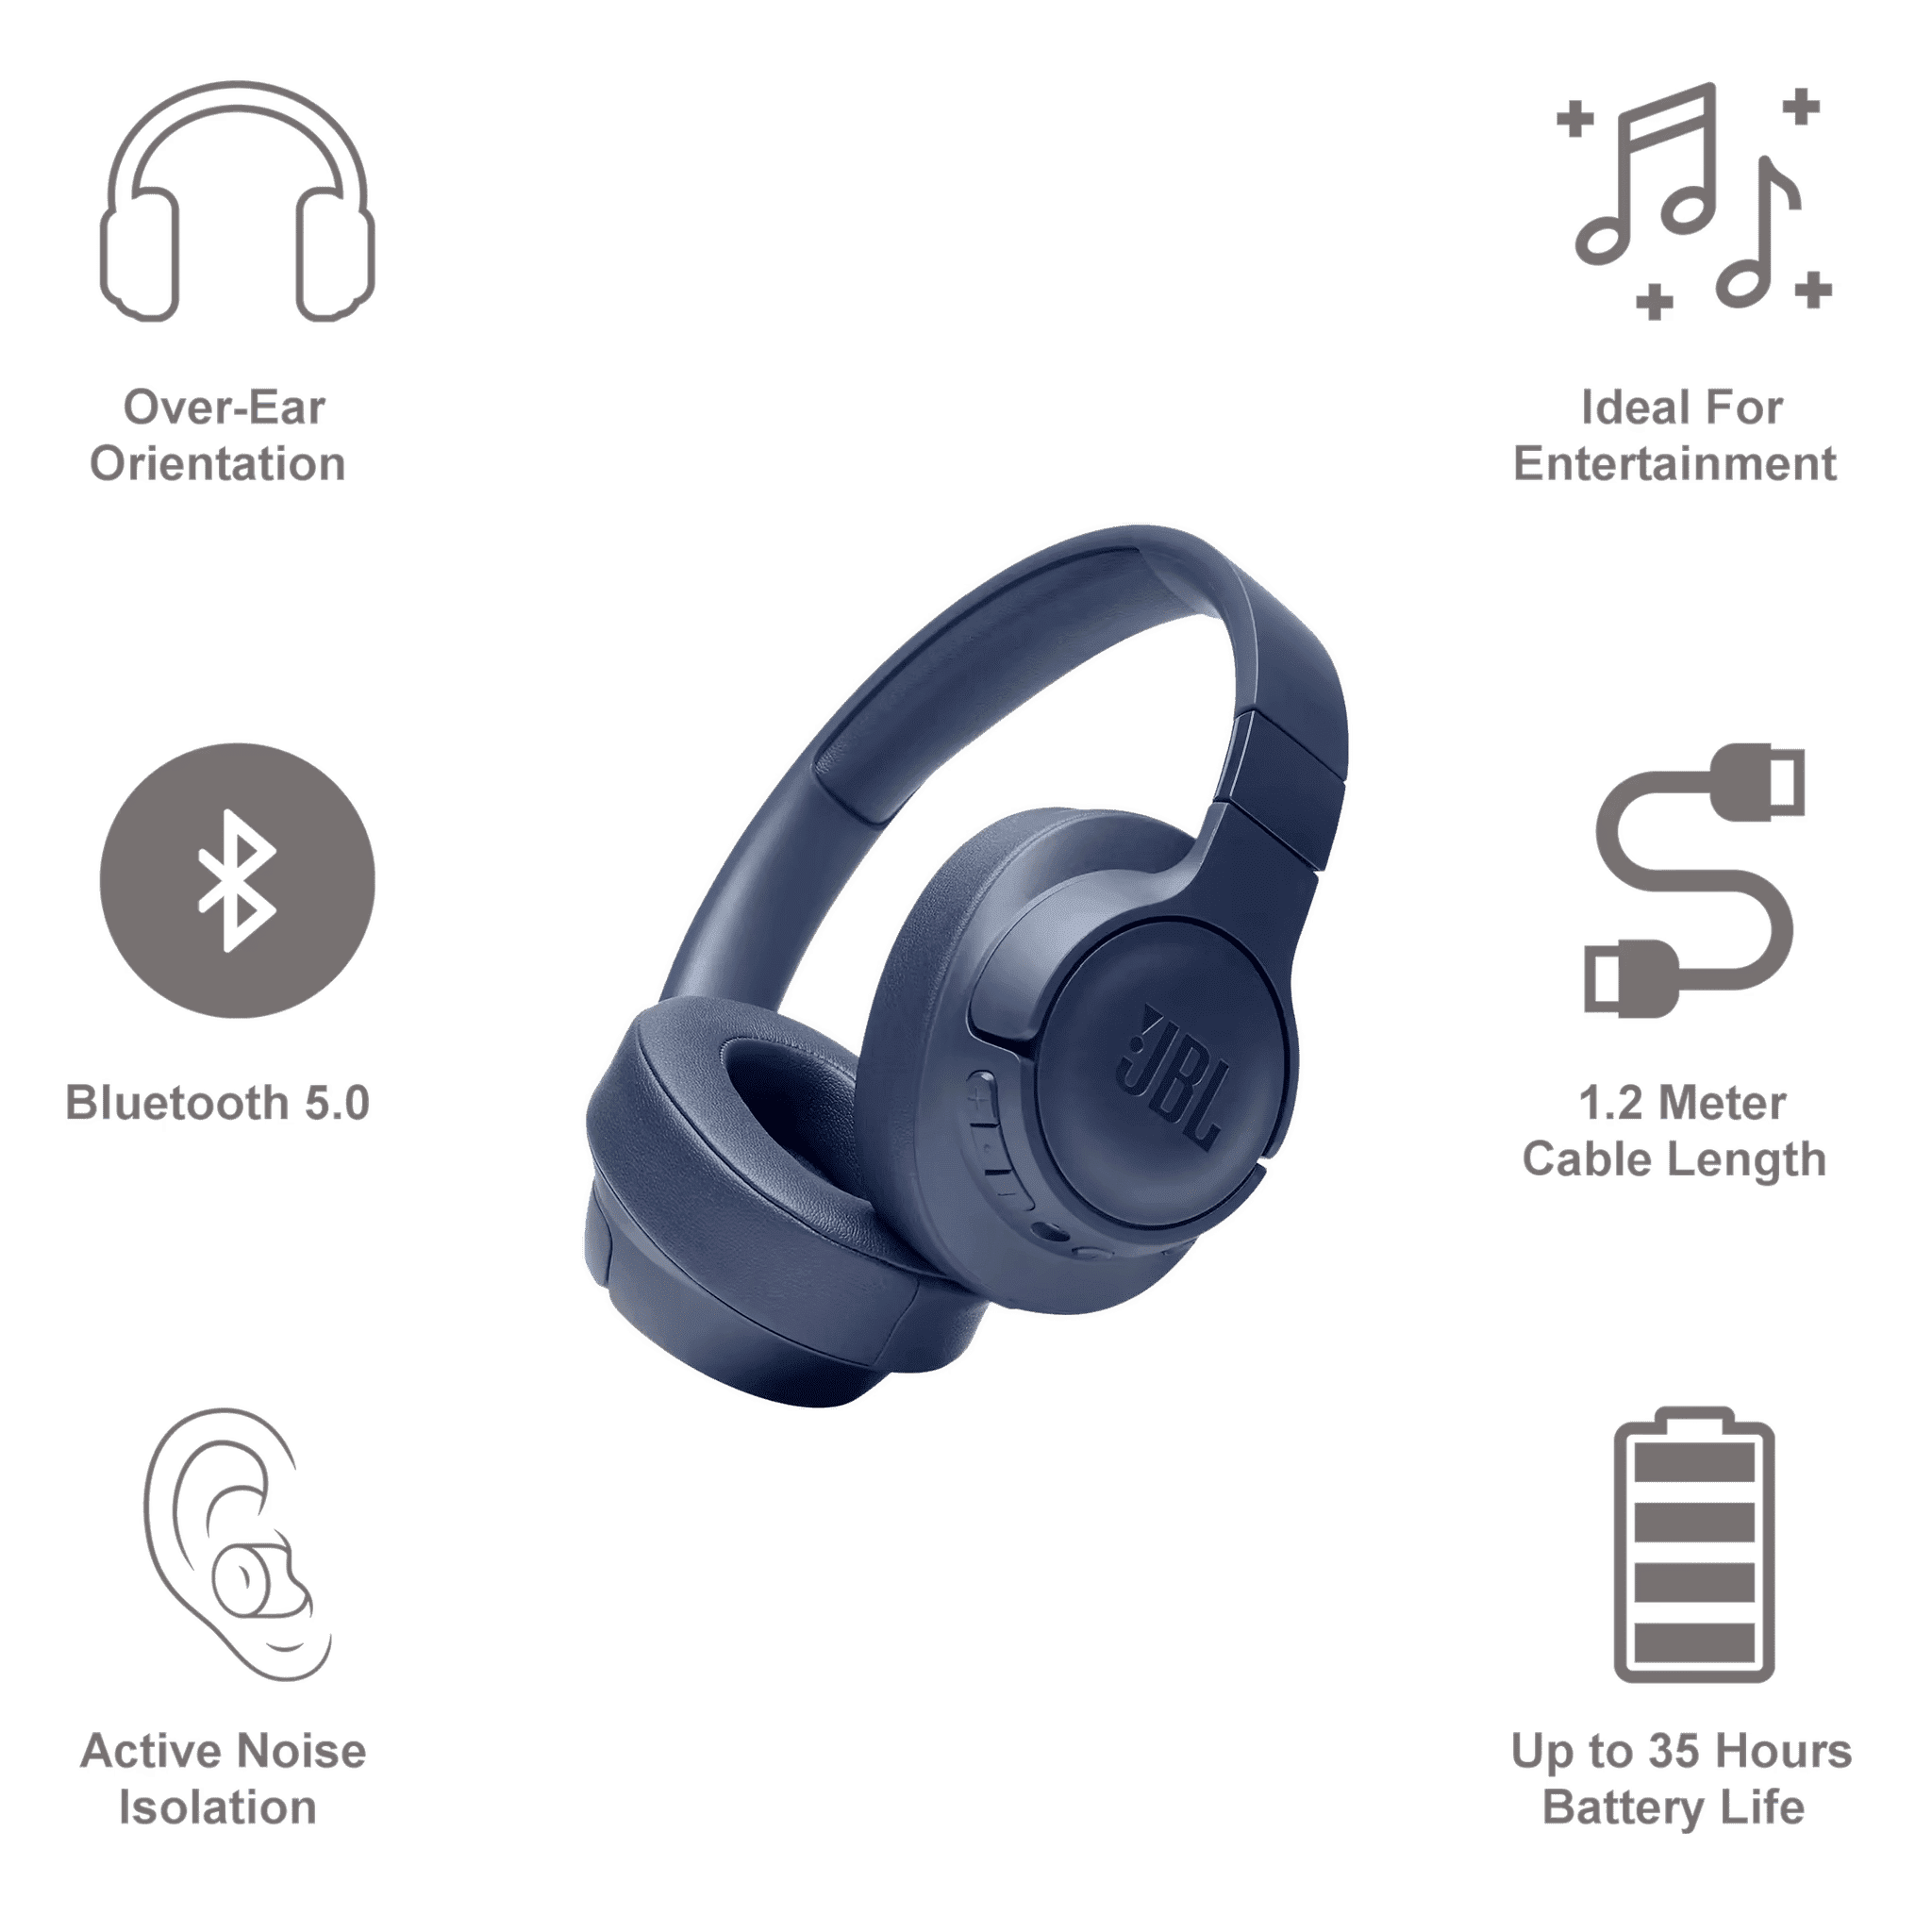 Over-Ear
Orientation
Ideal For
Entertainment
JBL
Bluetooth 5.0
1.2 Meter
Cable Length
Active Noise
Isolation
Up to 35 Hours
Battery Life